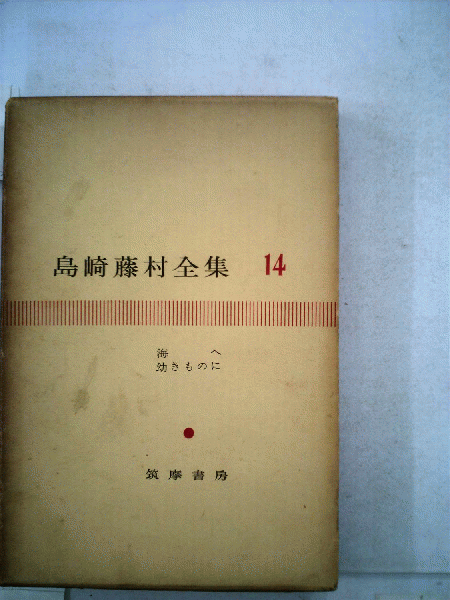 島崎藤村全集 14
海へ
幼きものに
筑摩書房